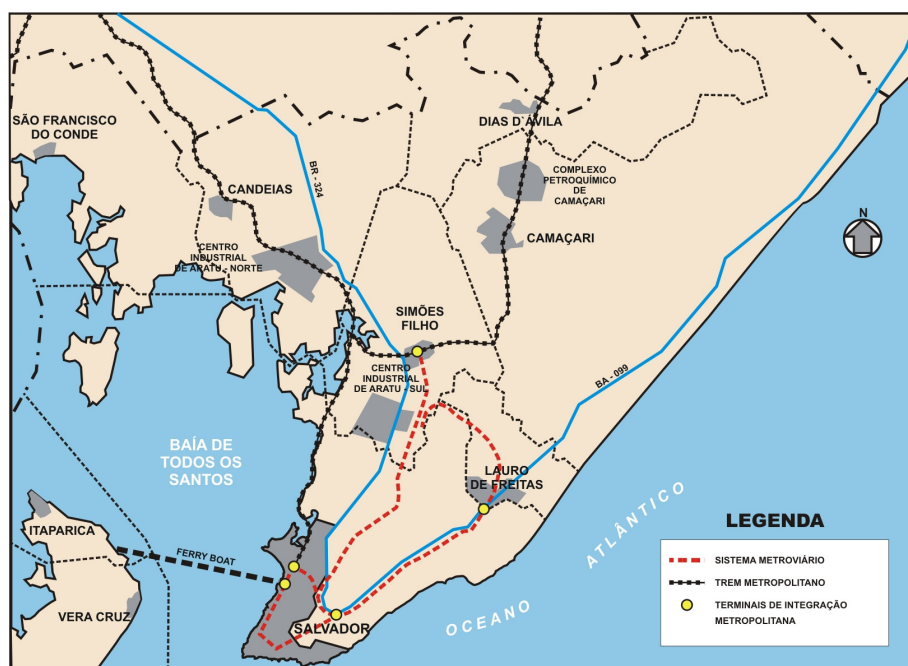 SÃO FRANCISCO
DO CONDE
DIAS D`ÁVILA
BR - 324
COMPLEXO
PETROQUÍMICO
DE
CAMAÇARI
CANDEIAS
CAMAÇARI
N
CENTRO
INDUSTRIAL
DE ARATU - NORTE
SIMÕES
FILHO
CENTRO
INDUSTRIAL
DE ARATU - SUL
BA - 099
BAÍA DE
TODOS OS
SANTOS
LAURO
DE FREITAS
ITAPARICA
FERRY BOAT
VERA CRUZ
SALVADOR
OCEANO ATLÂNTICO
LEGENDA
SISTEMA METROVIÁRIO
TREM METROPOLITANO
TERMINAIS DE INTEGRAÇÃO
METROPOLITANA